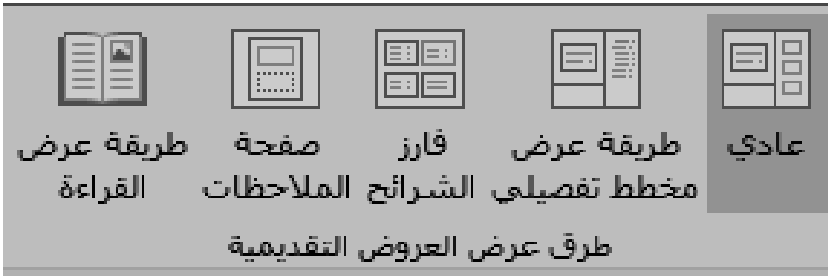 عادي
طريقة عرض
مخطط تفصيلي
فارز
الشرائح
صفحة
الملاحظات
طريقة عرض
القراءة
طرق عرض العروض التقديمية